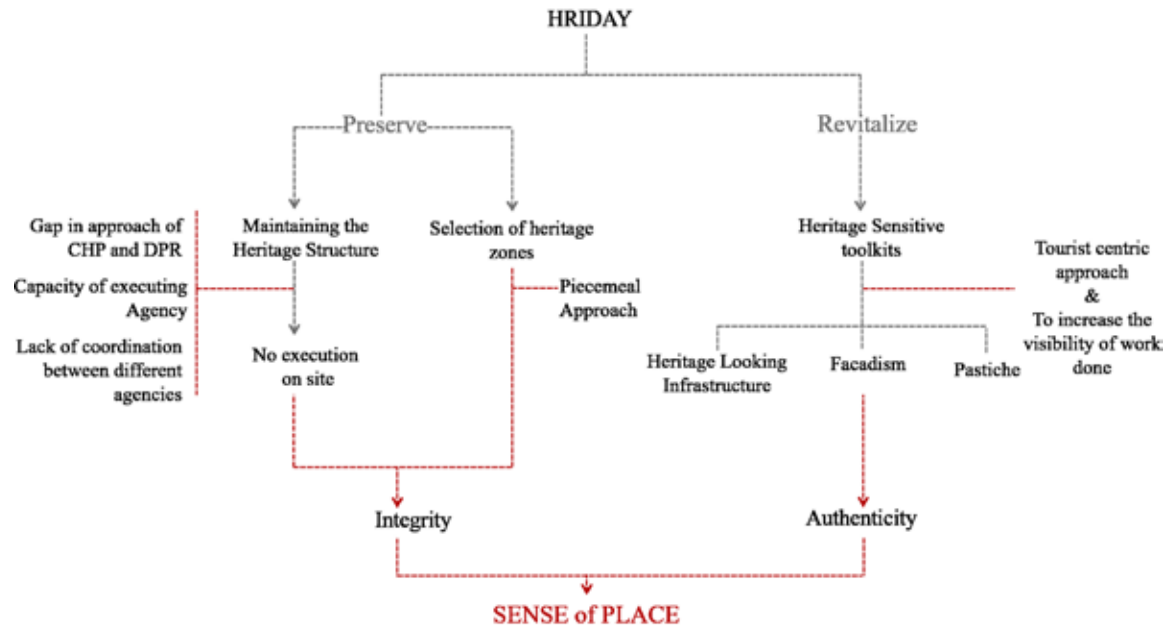 HRIDAY
Preserve
Revitalize
Gap in approach of
CHP and DPR
Capacity of executing
Agency
Lack of coordination
between different
agencies
Maintaining the
Heritage Structure
No execution
on site
Selection of heritage
zones
Piecemeal
Approach
Heritage Sensitive
toolkits
Heritage Looking
Infrastructure
Facadism
Pastiche
Tourist centric
approach
&
To increase the
visibility of work
done
Integrity
Authenticity
SENSE of PLACE